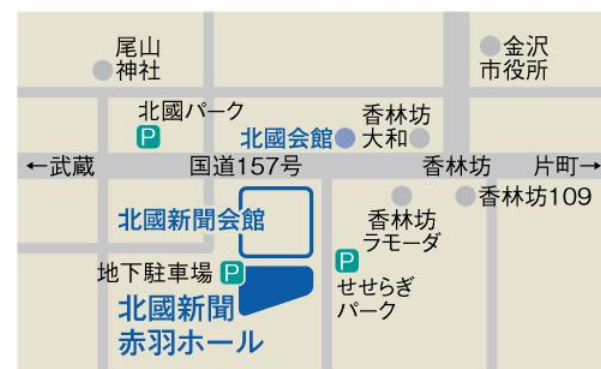 尾山
神社
金沢
市役所
北國パーク
P
香林坊
北國会館
大和
←武蔵
国道157号
香林坊
片町→
北國新聞会館
香林坊
ラモーダ
香林坊109
地下駐車場
P
P
せせらぎ
パーク
北國新聞
赤羽ホール